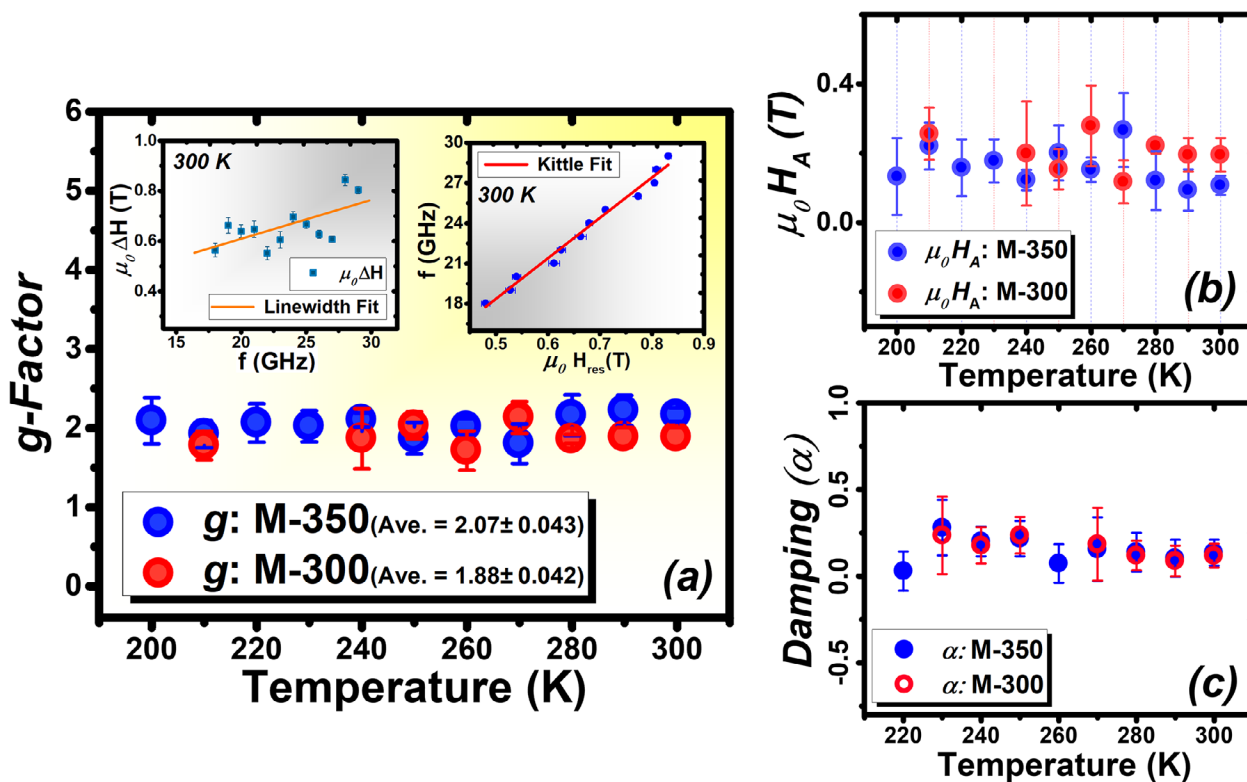 g-Factor
6
5
4
3
2
1
0
200 220 240 260 280 300
Temperature (K)
300 K
μ₀ ΔH (T)
1.0
0.8
0.6
0.4
μ₀ΔH
Linewidth Fit
15 20 25 30
f (GHz)
Kittle Fit
300 K
f (GHz)
30
27
24
21
18
0.5 0.6 0.7 0.8 0.9
μ₀ H_res(T)
g: M-350(Ave. = 2.07± 0.043)
g: M-300(Ave. = 1.88± 0.042)
(a)
μ₀H_A (T)
0.4
0.0
μ₀H_A: M-350
μ₀H_A: M-300
(b)
200 220 240 260 280 300
Temperature (K)
Damping (α)
1.0
0.5
0.0
-0.5
α: M-350
α: M-300
(c)
220 240 260 280 300
Temperature (K)